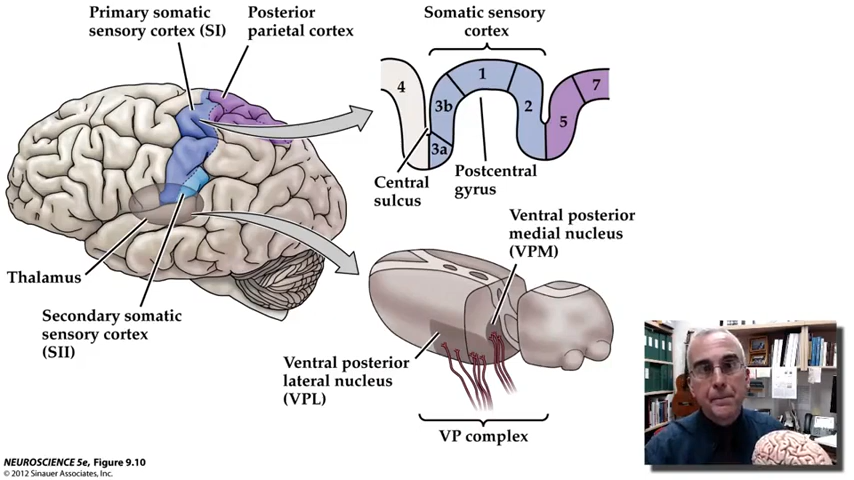 Primary somatic
sensory cortex (SI)
Posterior
parietal cortex
Somatic sensory
cortex
4
3b
3a
1
2
5
7
Central
sulcus
Postcentral
gyrus
Thalamus
Secondary somatic
sensory cortex
(SII)
Ventral posterior
medial nucleus
(VPM)
Ventral posterior
lateral nucleus
(VPL)
VP complex
NEUROSCIENCE 5e, Figure 9.10
© 2012 Sinauer Associates, Inc.